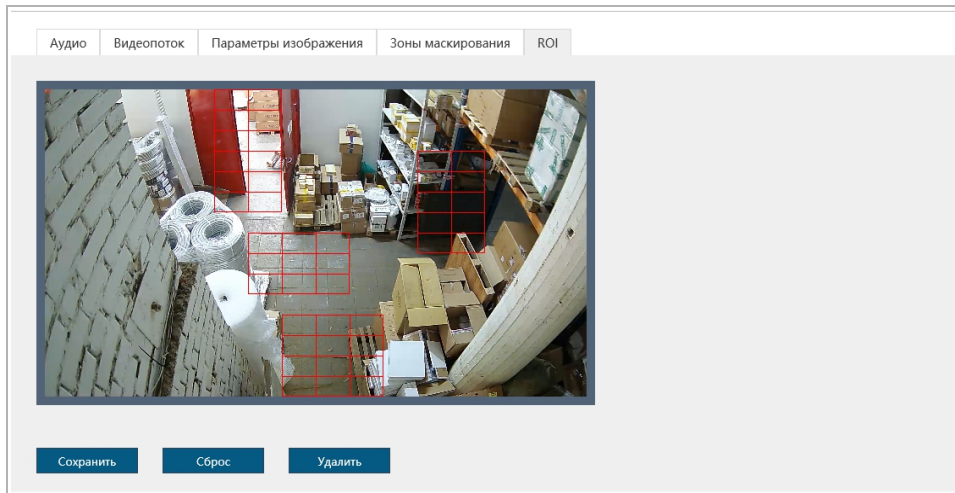 Аудио Видеопоток Параметры изображения Зоны маскирования ROI
Сохранить Сброс Удалить